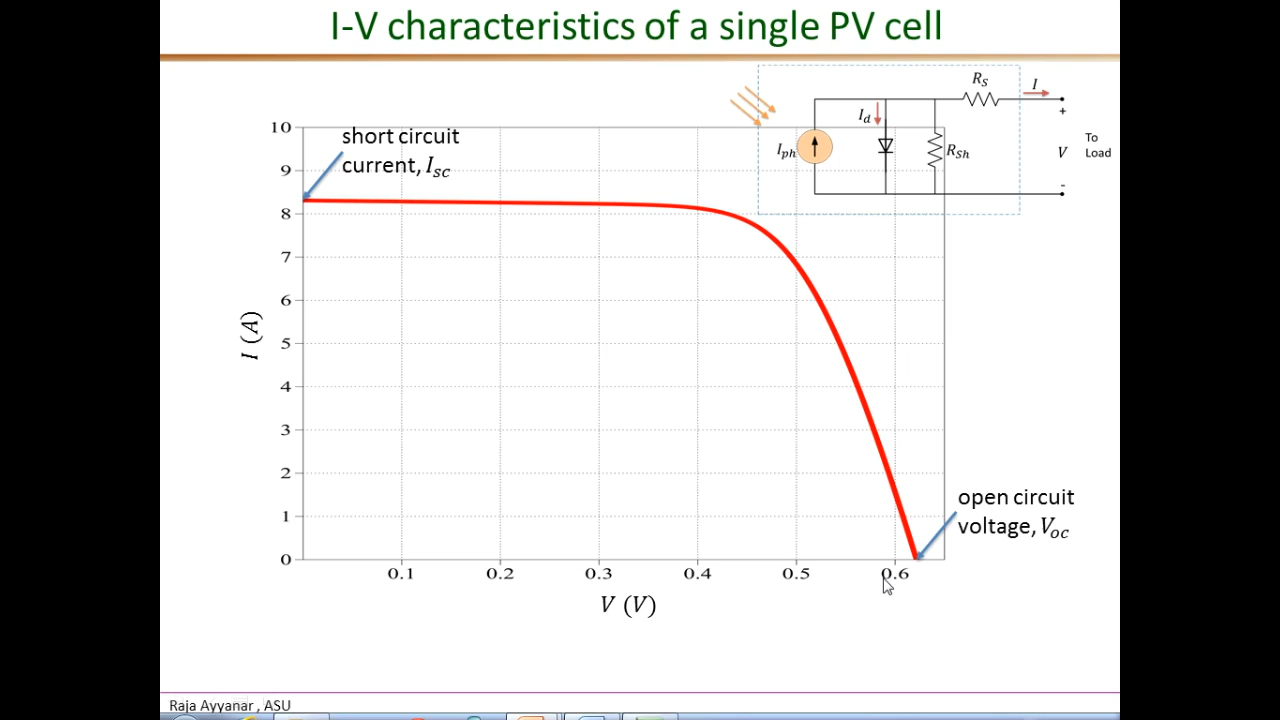 I-V characteristics of a single PV cell
R_S
I
I_d
+
I_ph
R_Sh
V
To
Load
-
short circuit
current, I_sc
10
9
8
7
6
5
4
3
2
1
0
I (A)
open circuit
voltage, V_oc
0.1 0.2 0.3 0.4 0.5 0.6
V (V)
Raja Ayyanar , ASU